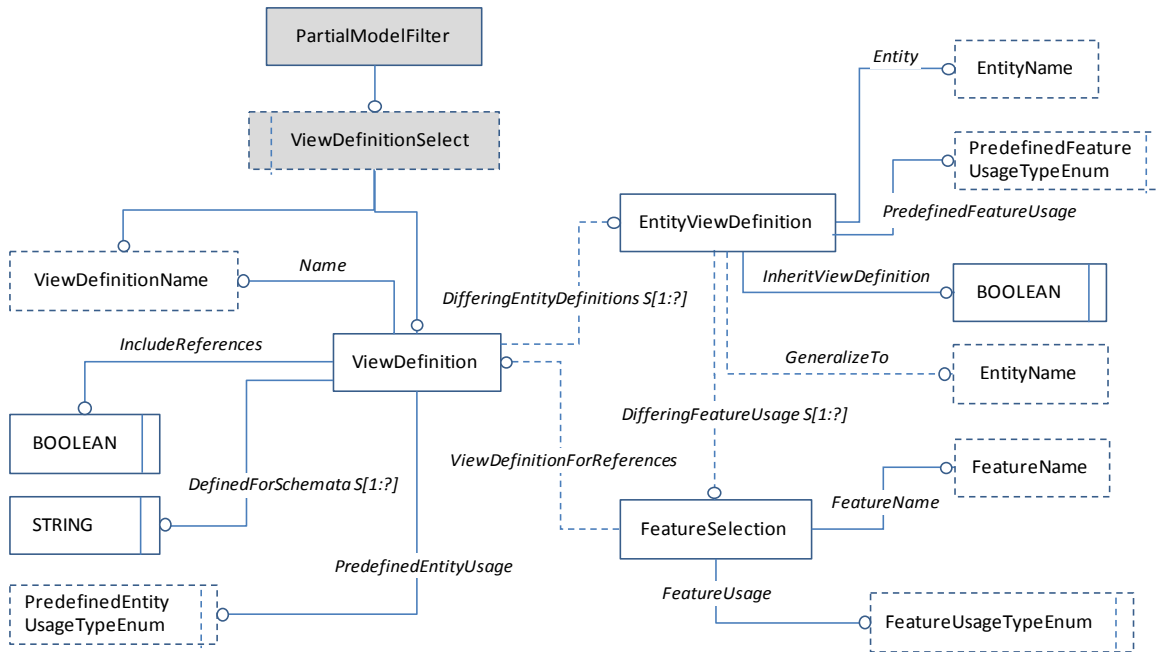 PartialModelFilter
Entity
EntityName
ViewDefinitionSelect
PredefinedFeature
UsageTypeEnum
EntityViewDefinition
PredefinedFeatureUsage
ViewDefinitionName
Name
InheritViewDefinition
BOOLEAN
DifferingEntityDefinitions S[1:?]
IncludeReferences
ViewDefinition
GeneralizeTo
EntityName
DifferingFeatureUsage S[1:?]
BOOLEAN
ViewDefinitionForReferences
FeatureName
DefinedForSchemata S[1:?]
FeatureName
STRING
FeatureSelection
PredefinedEntityUsage
FeatureUsage
PredefinedEntity
UsageTypeEnum
FeatureUsageTypeEnum